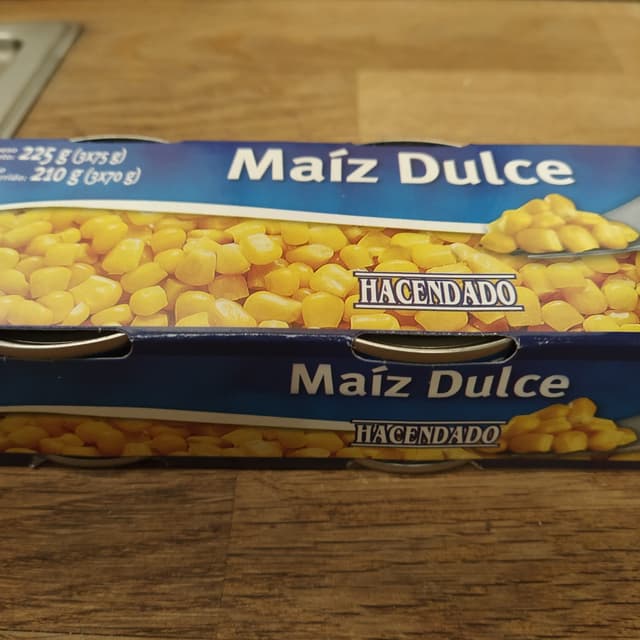 225 g (3x75 g)
210 g (3x70 g)
Maíz Dulce
HACENDADO
Maíz Dulce
HACENDADO